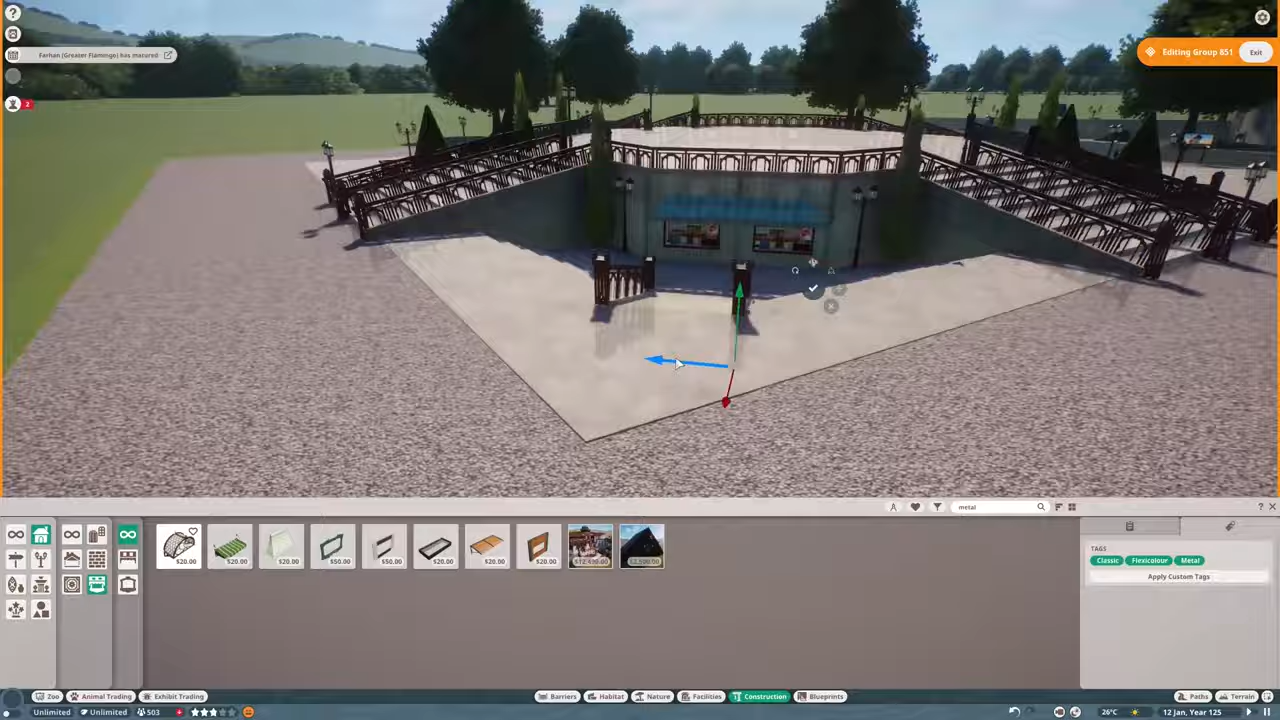 ?
Farhan (Greater Flamingo) has matured
2
Editing Group 851
Exit
metal
? ×
$20.00 $20.00 $20.00 $50.00 $50.00 $20.00 $20.00 $20.00
TAGS
Classic Flexicolour Metal
Apply Custom Tags
Zoo Animal Trading Exhibit Trading Barriers Habitat Nature Facilities Construction Blueprints Paths Terrain
Unlimited Unlimited 503 26°C 12 Jan, Year 125